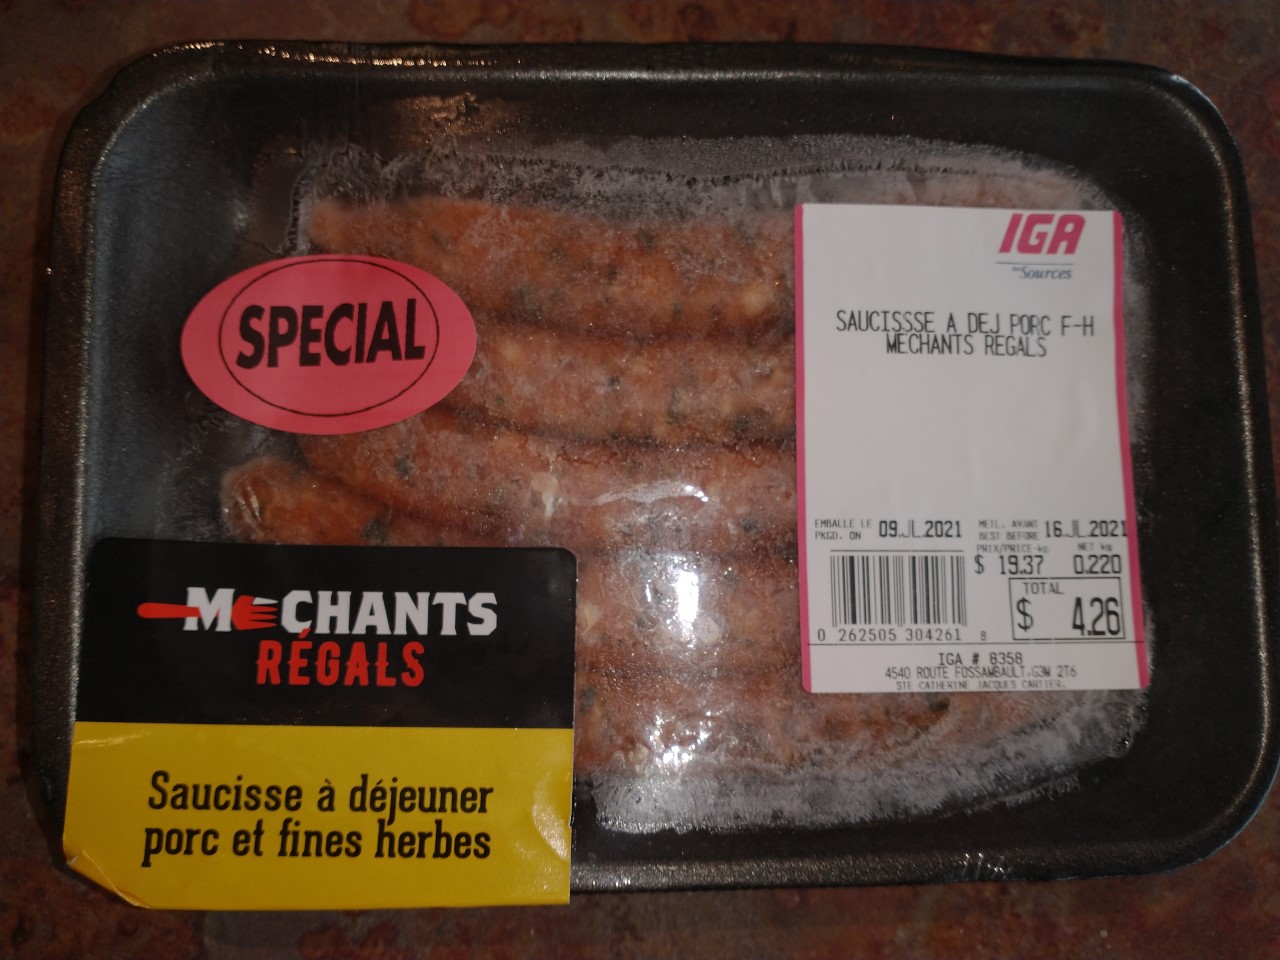 SPECIAL
MéCHANTS
RÉGALS
Saucisse à déjeuner
porc et fines herbes
IGA
des Sources
SAUCISSSE A DEJ PORC F-H
MECHANTS REGALS
EMBALLE LE
PKGD. ON
09.JL.2021
MEIL. AVANT
BEST BEFORE
16.JL.2021
PRIX/PRICE-kg
$ 19.37
NET kg
0.220
TOTAL
$ 4.26
0 262505 304261 8
IGA # 8358
4540 ROUTE FOSSAMBAULT,G3N 2T6
STE-CATHERINE JACQUES CARTIER,